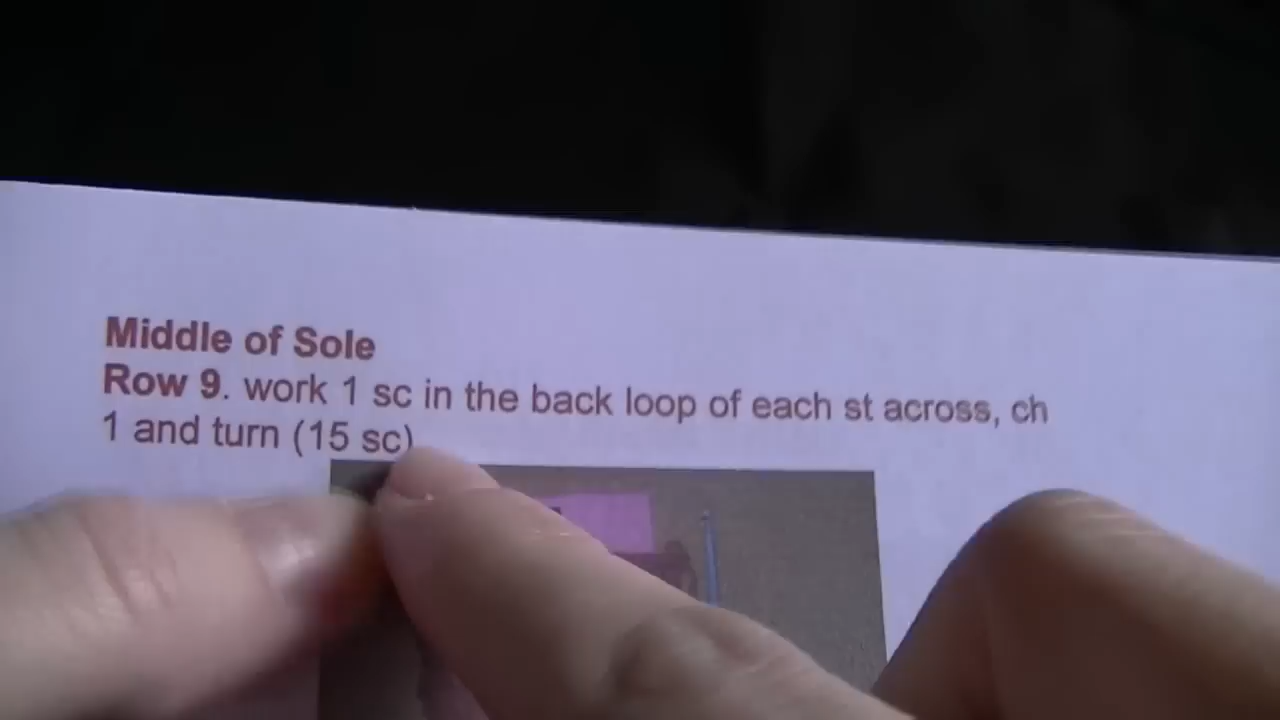 Middle of Sole
Row 9. work 1 sc in the back loop of each st across, ch
1 and turn (15 sc)